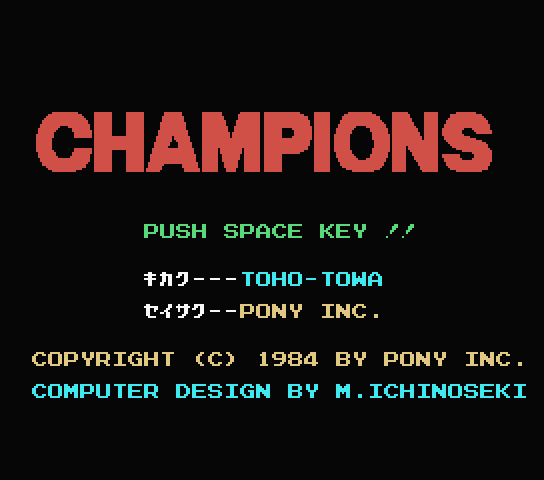 CHAMPIONS
PUSH SPACE KEY !!
キカク---TOHO-TOWA
セイサク--PONY INC.
COPYRIGHT (C) 1984 BY PONY INC.
COMPUTER DESIGN BY M.ICHINOSEKI